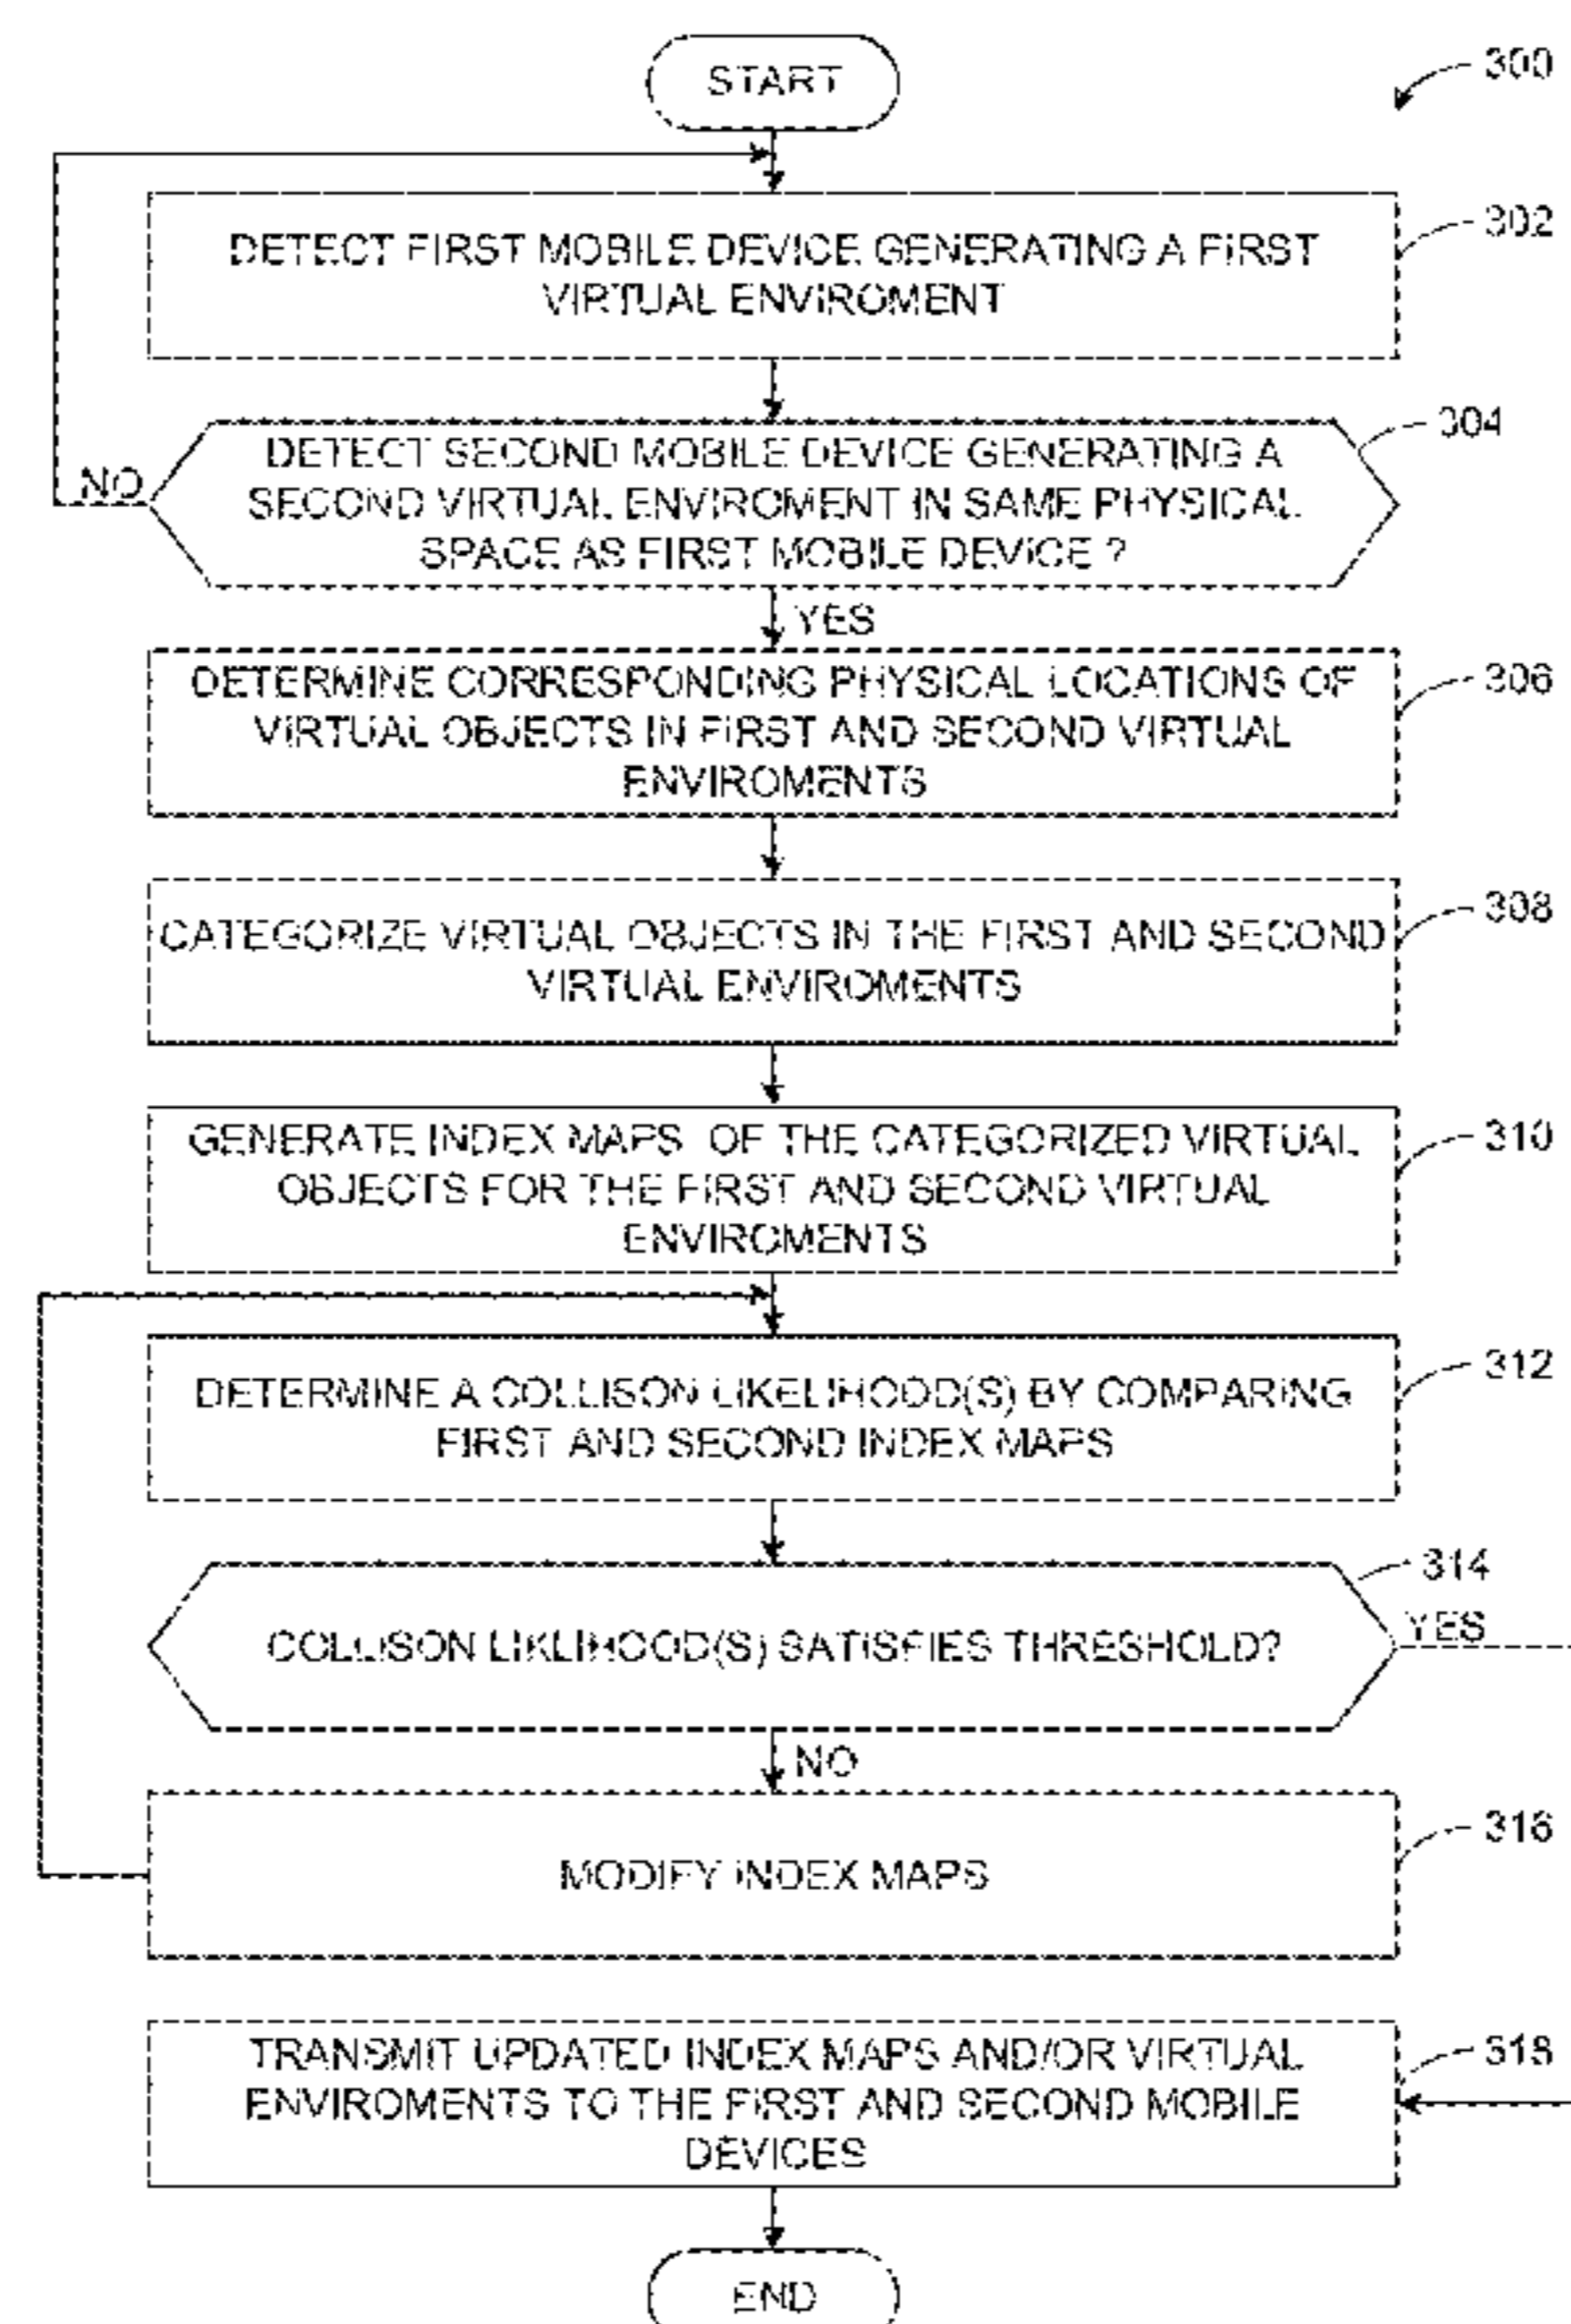 START
300
DETECT FIRST MOBILE DEVICE GENERATING A FIRST
VIRTUAL ENVIROMENT
302
DETECT SECOND MOBILE DEVICE GENERATING A
SECOND VIRTUAL ENVIROMENT IN SAME PHYSICAL
SPACE AS FIRST MOBILE DEVICE ?
304
NO
YES
DETERMINE CORRESPONDING PHYSICAL LOCATIONS OF
VIRTUAL OBJECTS IN FIRST AND SECOND VIRTUAL
ENVIROMENTS
306
CATEGORIZE VIRTUAL OBJECTS IN THE FIRST AND SECOND
VIRTUAL ENVIROMENTS
308
GENERATE INDEX MAPS OF THE CATEGORIZED VIRTUAL
OBJECTS FOR THE FIRST AND SECOND VIRTUAL
ENVIROMENTS
310
DETERMINE A COLLISON LIKELIHOOD(S) BY COMPARING
FIRST AND SECOND INDEX MAPS
312
COLLISON LIKLIHOOD(S) SATISFIES THRESHOLD?
314
YES
NO
MODIFY INDEX MAPS
316
TRANSMIT UPDATED INDEX MAPS AND/OR VIRTUAL
ENVIROMENTS TO THE FIRST AND SECOND MOBILE
DEVICES
318
END